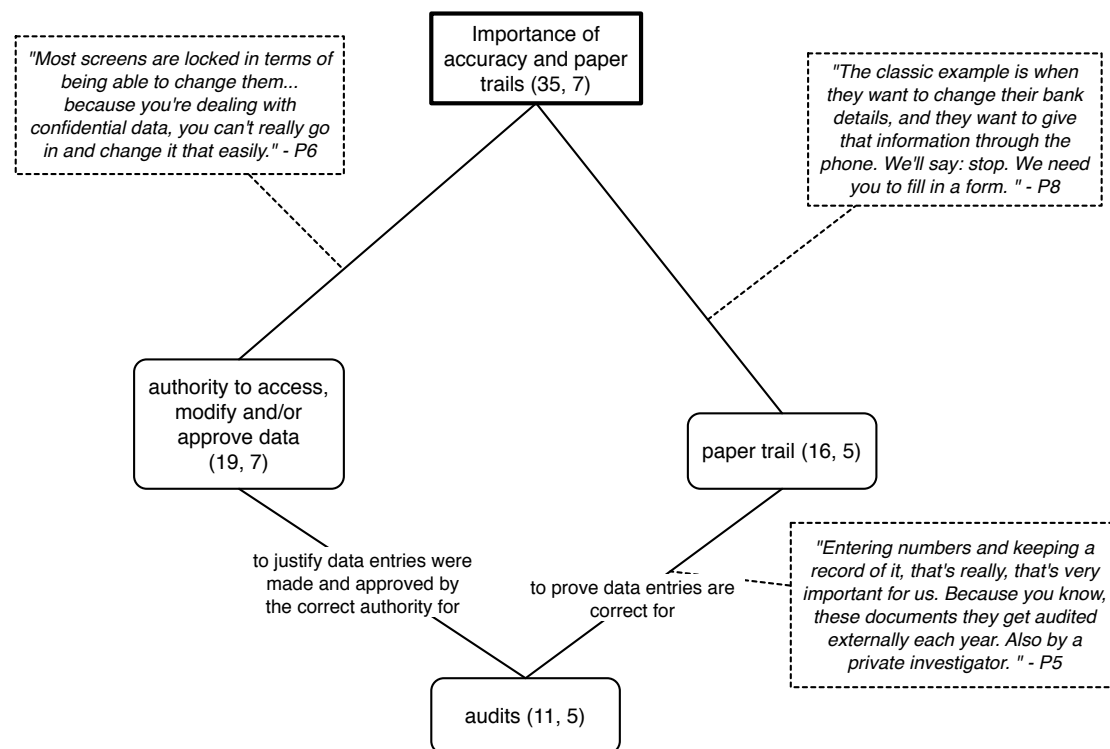 Importance of
accuracy and paper
trails (35, 7)
"Most screens are locked in terms of
being able to change them...
because you're dealing with
confidential data, you can't really go
in and change it that easily." - P6
"The classic example is when
they want to change their bank
details, and they want to give
that information through the
phone. We'll say: stop. We need
you to fill in a form. " - P8
authority to access,
modify and/or
approve data
(19, 7)
paper trail (16, 5)
to justify data entries were
made and approved by
the correct authority for
to prove data entries are
correct for
"Entering numbers and keeping a
record of it, that's really, that's very
important for us. Because you know,
these documents they get audited
externally each year. Also by a
private investigator. " - P5
audits (11, 5)